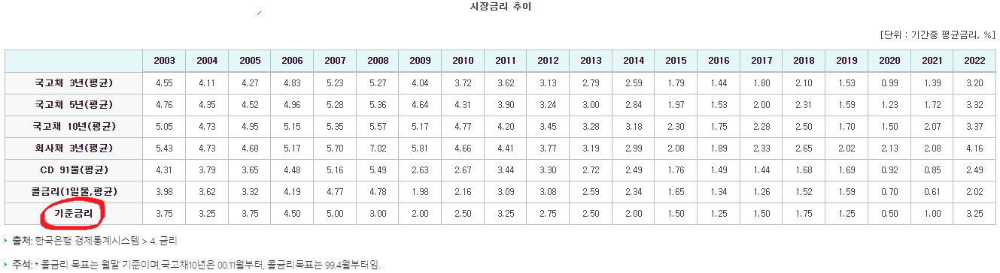 시장금리 추이
[단위 : 기간중 평균금리, %]
2003 2004 2005 2006 2007 2008 2009 2010 2011 2012 2013 2014 2015 2016 2017 2018 2019 2020 2021 2022
국고채 3년(평균) 4.55 4.11 4.27 4.83 5.23 5.27 4.04 3.72 3.62 3.13 2.79 2.59 1.79 1.44 1.80 2.10 1.53 0.99 1.39 3.20
국고채 5년(평균) 4.76 4.35 4.52 4.96 5.28 5.36 4.64 4.31 3.90 3.24 3.00 2.84 1.97 1.53 2.00 2.31 1.59 1.23 1.72 3.32
국고채 10년(평균) 5.05 4.73 4.95 5.15 5.35 5.57 5.17 4.77 4.20 3.45 3.28 3.18 2.30 1.75 2.28 2.50 1.70 1.50 2.07 3.37
회사채 3년(평균) 5.43 4.73 4.68 5.17 5.70 7.02 5.81 4.66 4.41 3.77 3.19 2.99 2.08 1.89 2.33 2.65 2.02 2.13 2.08 4.16
CD 91물(평균) 4.31 3.79 3.65 4.48 5.16 5.49 2.63 2.67 3.44 3.30 2.72 2.49 1.76 1.49 1.44 1.68 1.69 0.92 0.85 2.49
콜금리(1일물,평균) 3.98 3.62 3.32 4.19 4.77 4.78 1.98 2.16 3.09 3.08 2.59 2.34 1.65 1.34 1.26 1.52 1.59 0.70 0.61 2.02
기준금리 3.75 3.25 3.75 4.50 5.00 3.00 2.00 2.50 3.25 2.75 2.50 2.00 1.50 1.25 1.50 1.75 1.25 0.50 1.00 3.25
출처: 한국은행 경제통계시스템 > 4. 금리
주석: * 콜금리 목표는 월말 기준이며,국고채10년은 00.11월부터, 콜금리목표는 99.4월부터임.